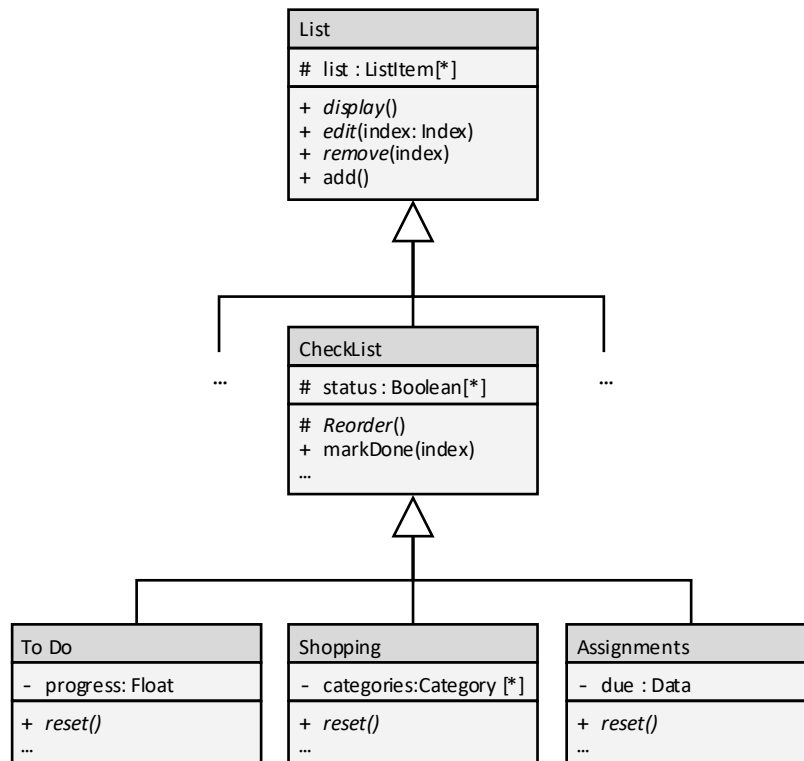 List
# list : ListItem[*]
+ display()
+ edit(index: Index)
+ remove(index)
+ add()
...
CheckList
...
# status : Boolean[*]
# Reorder()
+ markDone(index)
...
To Do
- progress: Float
+ reset()
...
Shopping
- categories:Category [*]
+ reset()
...
Assignments
- due : Data
+ reset()
...